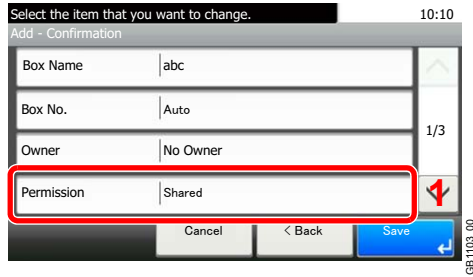 Select the item that you want to change. 10:10
Add - Confirmation
Box Name abc
Box No. Auto
1/3
Owner No Owner
Permission Shared
1
Cancel < Back Save
GB1103_00